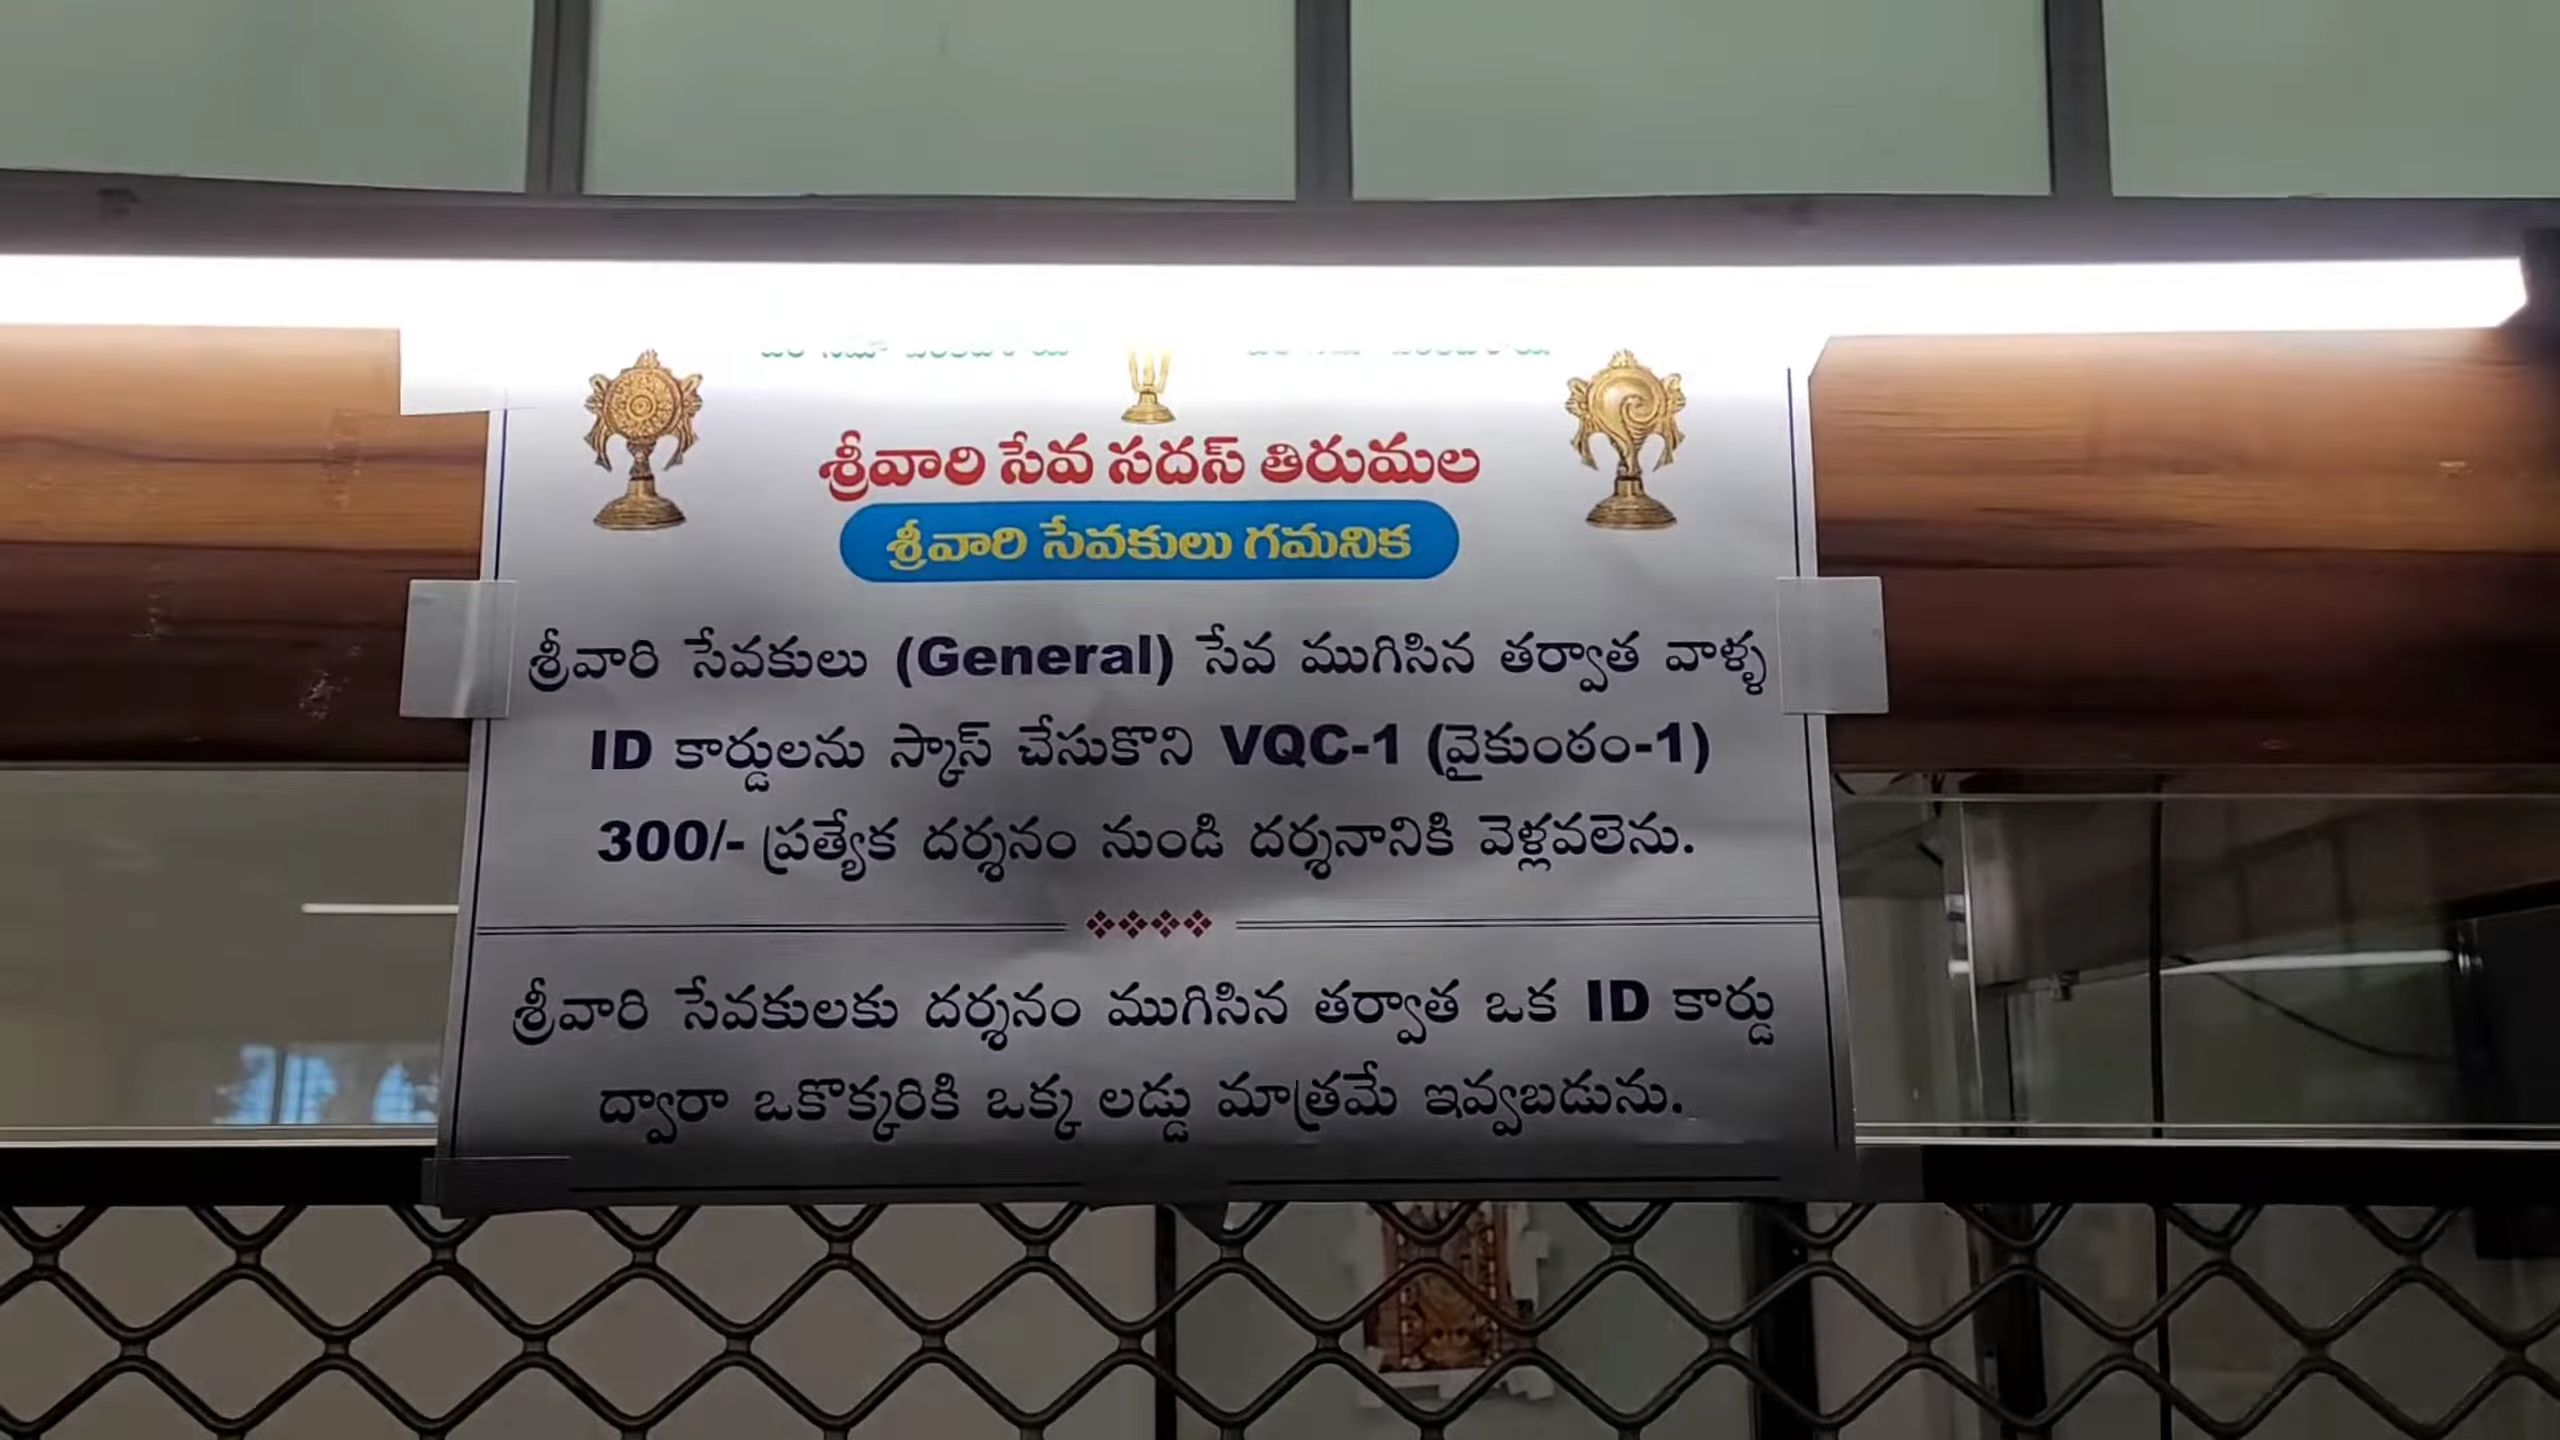 శ్రీవారి సేవ సదస్ తిరుమల
శ్రీవారి సేవకులు గమనిక
శ్రీవారి సేవకులు (General) సేవ ముగిసిన తర్వాత వాళ్ళ
ID కార్డులను స్కాన్ చేసుకొని VQC-1 (వైకుంఠం-1)
300/- ప్రత్యేక దర్శనం నుండి దర్శనానికి వెళ్లవలెను.
శ్రీవారి సేవకులకు దర్శనం ముగిసిన తర్వాత ఒక ID కార్డు
ద్వారా ఒకొక్కరికి ఒక్క లడ్డు మాత్రమే ఇవ్వబడును.